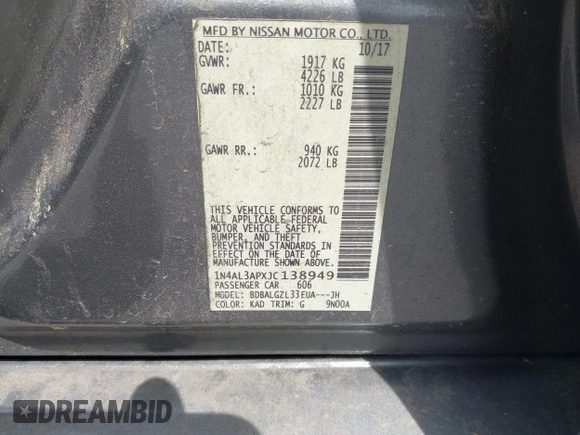 MFD BY NISSAN MOTOR CO., LTD.
DATE: 10/17
GVWR: 1917 KG
4226 LB
GAWR FR.: 1010 KG
2227 LB
GAWR RR.: 940 KG
2072 LB
THIS VEHICLE CONFORMS TO
ALL APPLICABLE FEDERAL
MOTOR VEHICLE SAFETY,
BUMPER, AND THEFT
PREVENTION STANDARDS IN
EFFECT ON THE DATE OF
MANUFACTURE SHOWN ABOVE.
1N4AL3APXJC138949
PASSENGER CAR 606
MODEL: BDBALGZL33EUA---JH
COLOR: KAD TRIM: G 9N00A
DREAMBID